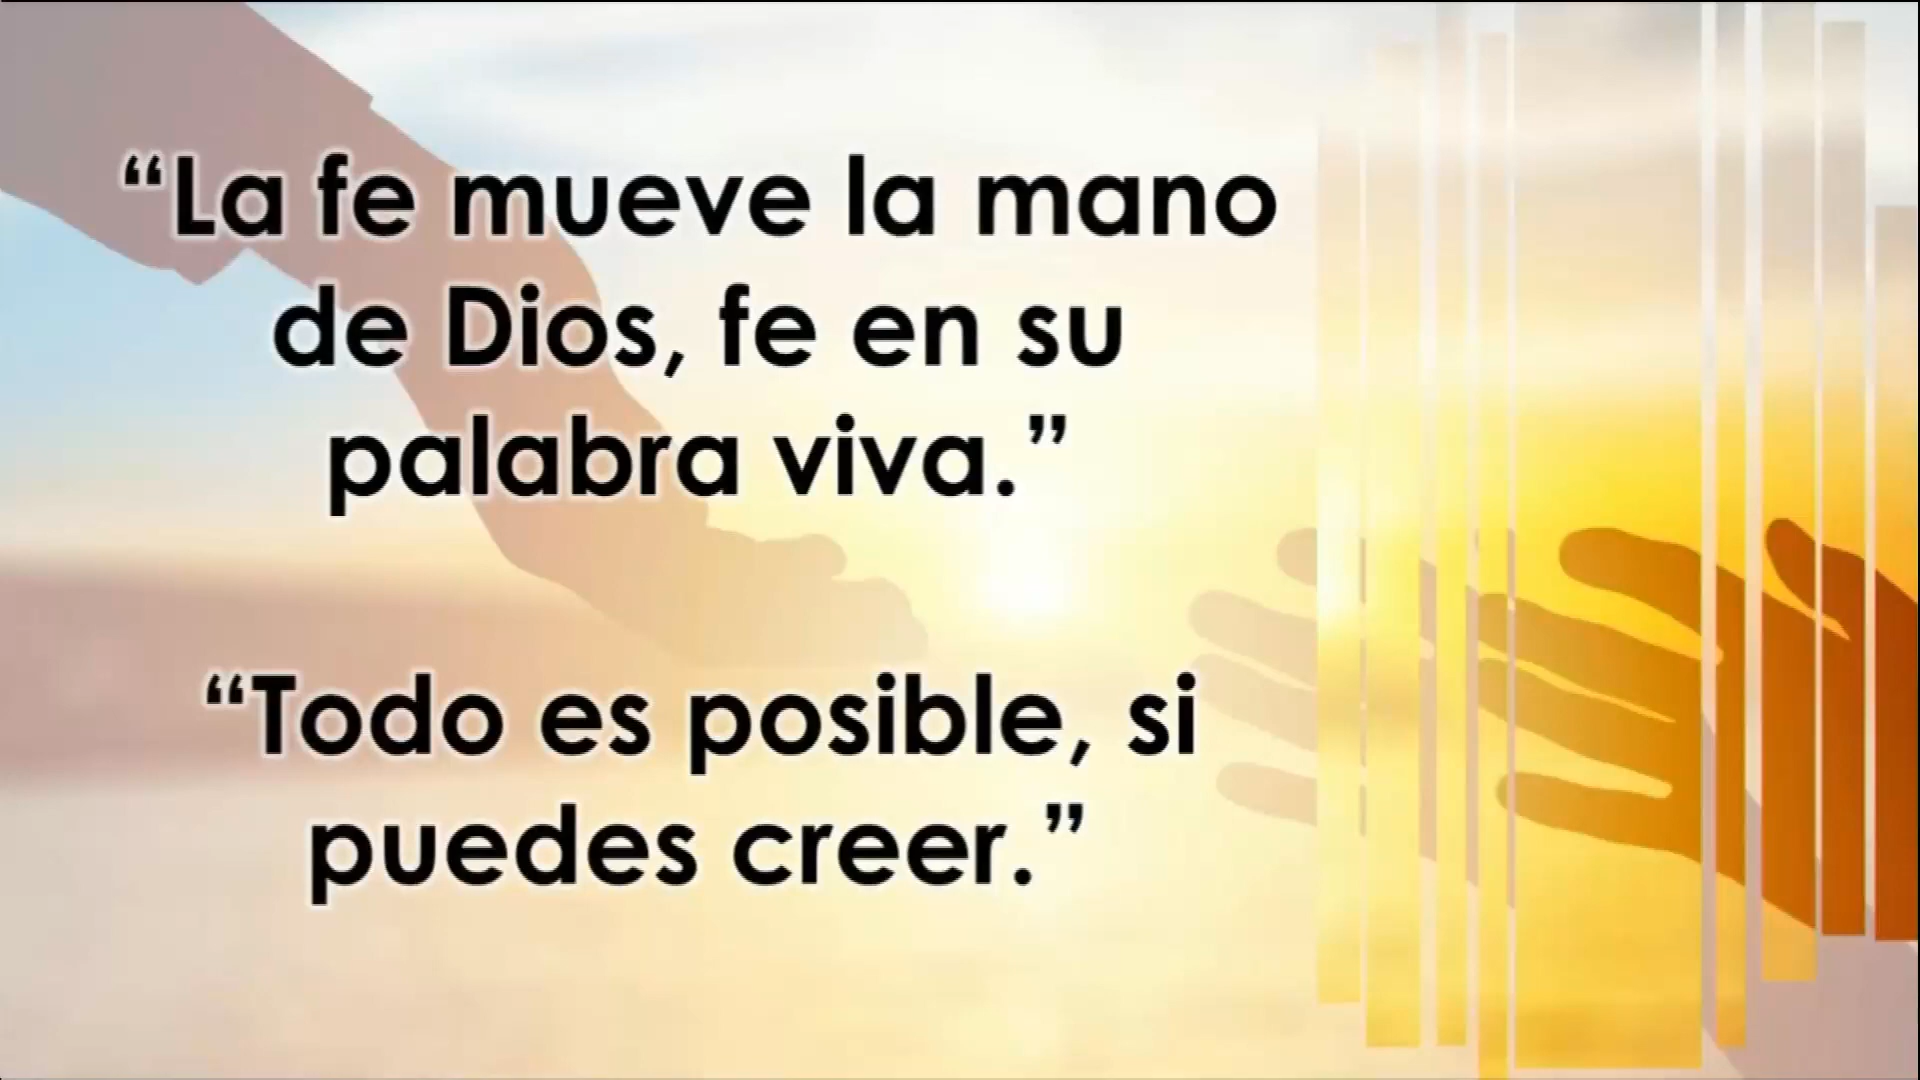 “La fe mueve la mano
de Dios, fe en su
palabra viva.”
“Todo es posible, si
puedes creer.”